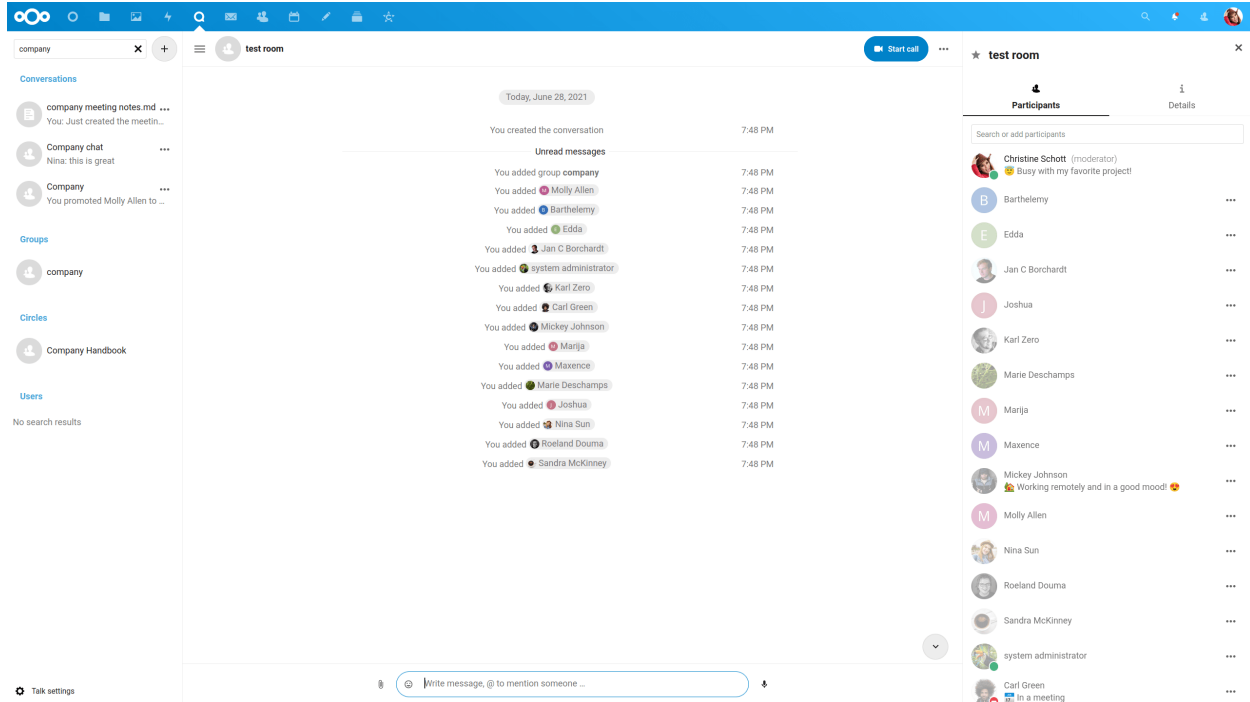 company
Conversations
company meeting notes.md
You: Just created the meetin...
Company chat
Nina: this is great
Company
You promoted Molly Allen to ...
Groups
company
Circles
Company Handbook
Users
No search results
Talk settings
test room
Start call
Today, June 28, 2021
You created the conversation 7:48 PM
Unread messages
You added group company 7:48 PM
You added M Molly Allen 7:48 PM
You added B Barthelemy 7:48 PM
You added E Edda 7:48 PM
You added Jan C Borchardt 7:48 PM
You added system administrator 7:48 PM
You added Karl Zero 7:48 PM
You added Carl Green 7:48 PM
You added Mickey Johnson 7:48 PM
You added M Marija 7:48 PM
You added M Maxence 7:48 PM
You added Marie Deschamps 7:48 PM
You added J Joshua 7:48 PM
You added Nina Sun 7:48 PM
You added Roeland Douma 7:48 PM
You added Sandra McKinney 7:48 PM
Write message, @ to mention someone ...
test room
Participants
Details
Search or add participants
Christine Schott (moderator)
😇 Busy with my favorite project!
B Barthelemy
E Edda
Jan C Borchardt
J Joshua
Karl Zero
Marie Deschamps
M Marija
M Maxence
Mickey Johnson
🏡 Working remotely and in a good mood! 😍
M Molly Allen
Nina Sun
Roeland Douma
Sandra McKinney
system administrator
Carl Green
📅 In a meeting